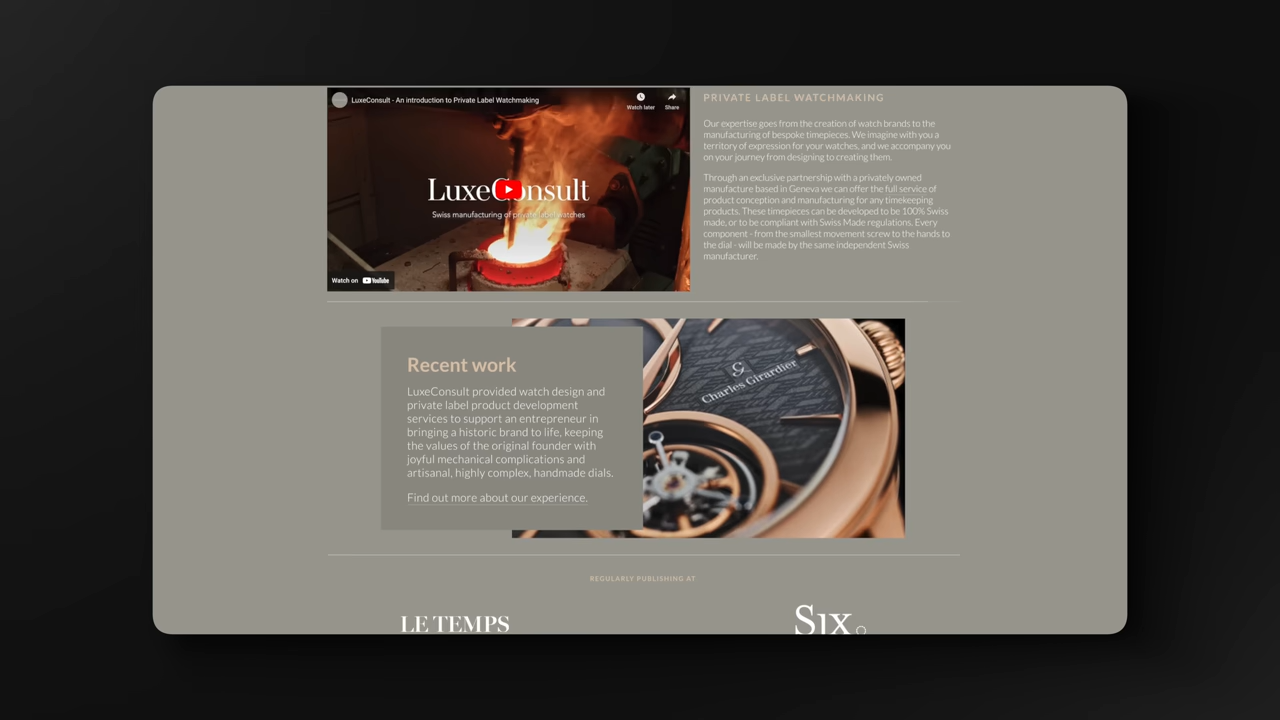 LuxeConsult - An introduction to Private Label Watchmaking
Watch later
Share
LuxeConsult
Swiss manufacturing of private label watches
Watch on YouTube
PRIVATE LABEL WATCHMAKING
Our expertise goes from the creation of watch brands to the
manufacturing of bespoke timepieces. We imagine with you a
territory of expression for your watches, and we accompany you
on your journey from designing to creating them.
Through an exclusive partnership with a privately owned
manufacture based in Geneva we can offer the full service of
product conception and manufacturing for any timekeeping
products. These timepieces can be developed to be 100% Swiss
made, or to be compliant with Swiss Made regulations. Every
component - from the smallest movement screw to the hands to
the dial - will be made by the same independent Swiss
manufacturer.
Recent work
LuxeConsult provided watch design and
private label product development
services to support an entrepreneur in
bringing a historic brand to life, keeping
the values of the original founder with
joyful mechanical complications and
artisanal, highly complex, handmade dials.
Find out more about our experience.
Charles Girardier
REGULARLY PUBLISHING AT
LE TEMPS
Six